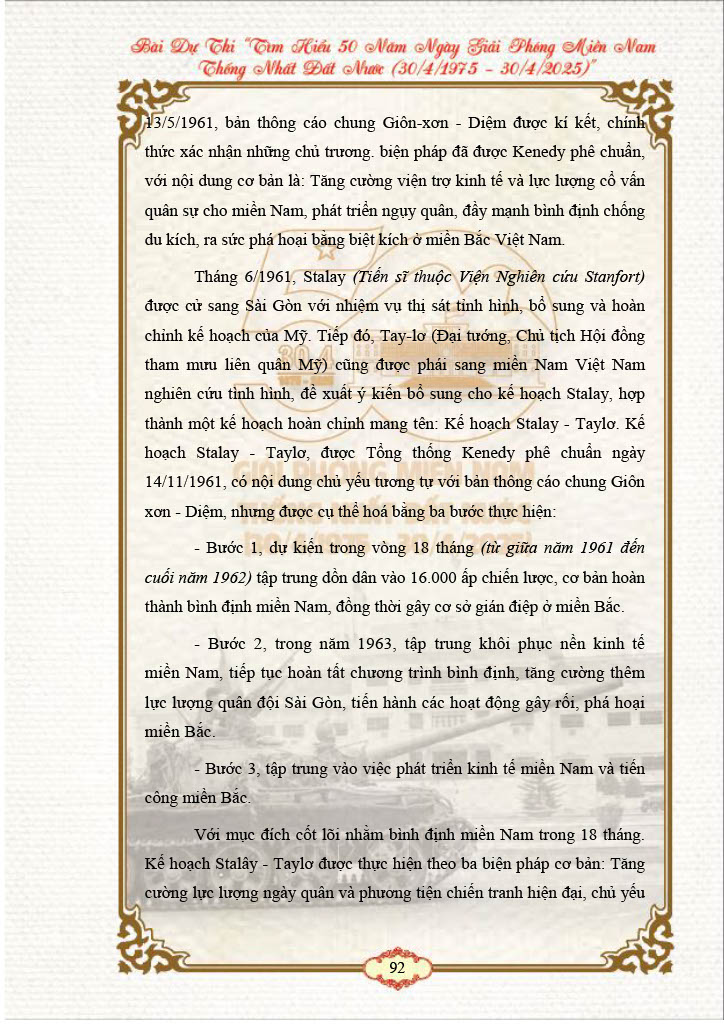 Bài Dự Thi “Tìm Hiểu 50 Năm Ngày Giải Phóng Miền Nam
Thống Nhất Đất Nước (30/4/1975 – 30/4/2025)”
13/5/1961, bản thông cáo chung Giôn-xơn - Diệm được kí kết, chính
thức xác nhận những chủ trương. biện pháp đã được Kenedy phê chuẩn,
với nội dung cơ bản là: Tăng cường viện trợ kinh tế và lực lượng cố vấn
quân sự cho miền Nam, phát triển ngụy quân, đầy mạnh bình định chống
du kích, ra sức phá hoại bằng biệt kích ở miền Bắc Việt Nam.
Tháng 6/1961, Stalay (Tiến sĩ thuộc Viện Nghiên cứu Stanfort)
được cử sang Sài Gòn với nhiệm vụ thị sát tình hình, bổ sung và hoàn
chỉnh kế hoạch của Mỹ. Tiếp đó, Tay-lơ (Đại tướng, Chủ tịch Hội đồng
tham mưu liên quân Mỹ) cũng được phái sang miền Nam Việt Nam
nghiên cứu tình hình, đề xuất ý kiến bổ sung cho kế hoạch Stalay, hợp
thành một kế hoạch hoàn chỉnh mang tên: Kế hoạch Stalay - Taylơ. Kế
hoạch Stalay - Taylơ, được Tổng thống Kenedy phê chuẩn ngày
14/11/1961, có nội dung chủ yếu tương tự với bản thông cáo chung Giôn
xơn - Diệm, nhưng được cụ thể hoá bằng ba bước thực hiện:
- Bước 1, dự kiến trong vòng 18 tháng (từ giữa năm 1961 đến
cuối năm 1962) tập trung dồn dân vào 16.000 ấp chiến lược, cơ bản hoàn
thành bình định miền Nam, đồng thời gây cơ sở gián điệp ở miền Bắc.
- Bước 2, trong năm 1963, tập trung khôi phục nền kinh tế
miền Nam, tiếp tục hoàn tất chương trình bình định, tăng cường thêm
lực lượng quân đội Sài Gòn, tiến hành các hoạt động gây rối, phá hoại
miền Bắc.
- Bước 3, tập trung vào việc phát triển kinh tế miền Nam và tiến
công miền Bắc.
Với mục đích cốt lõi nhằm bình định miền Nam trong 18 tháng.
Kế hoạch Stalây - Taylơ được thực hiện theo ba biện pháp cơ bản: Tăng
cường lực lượng ngày quân và phương tiện chiến tranh hiện đại, chủ yếu
92